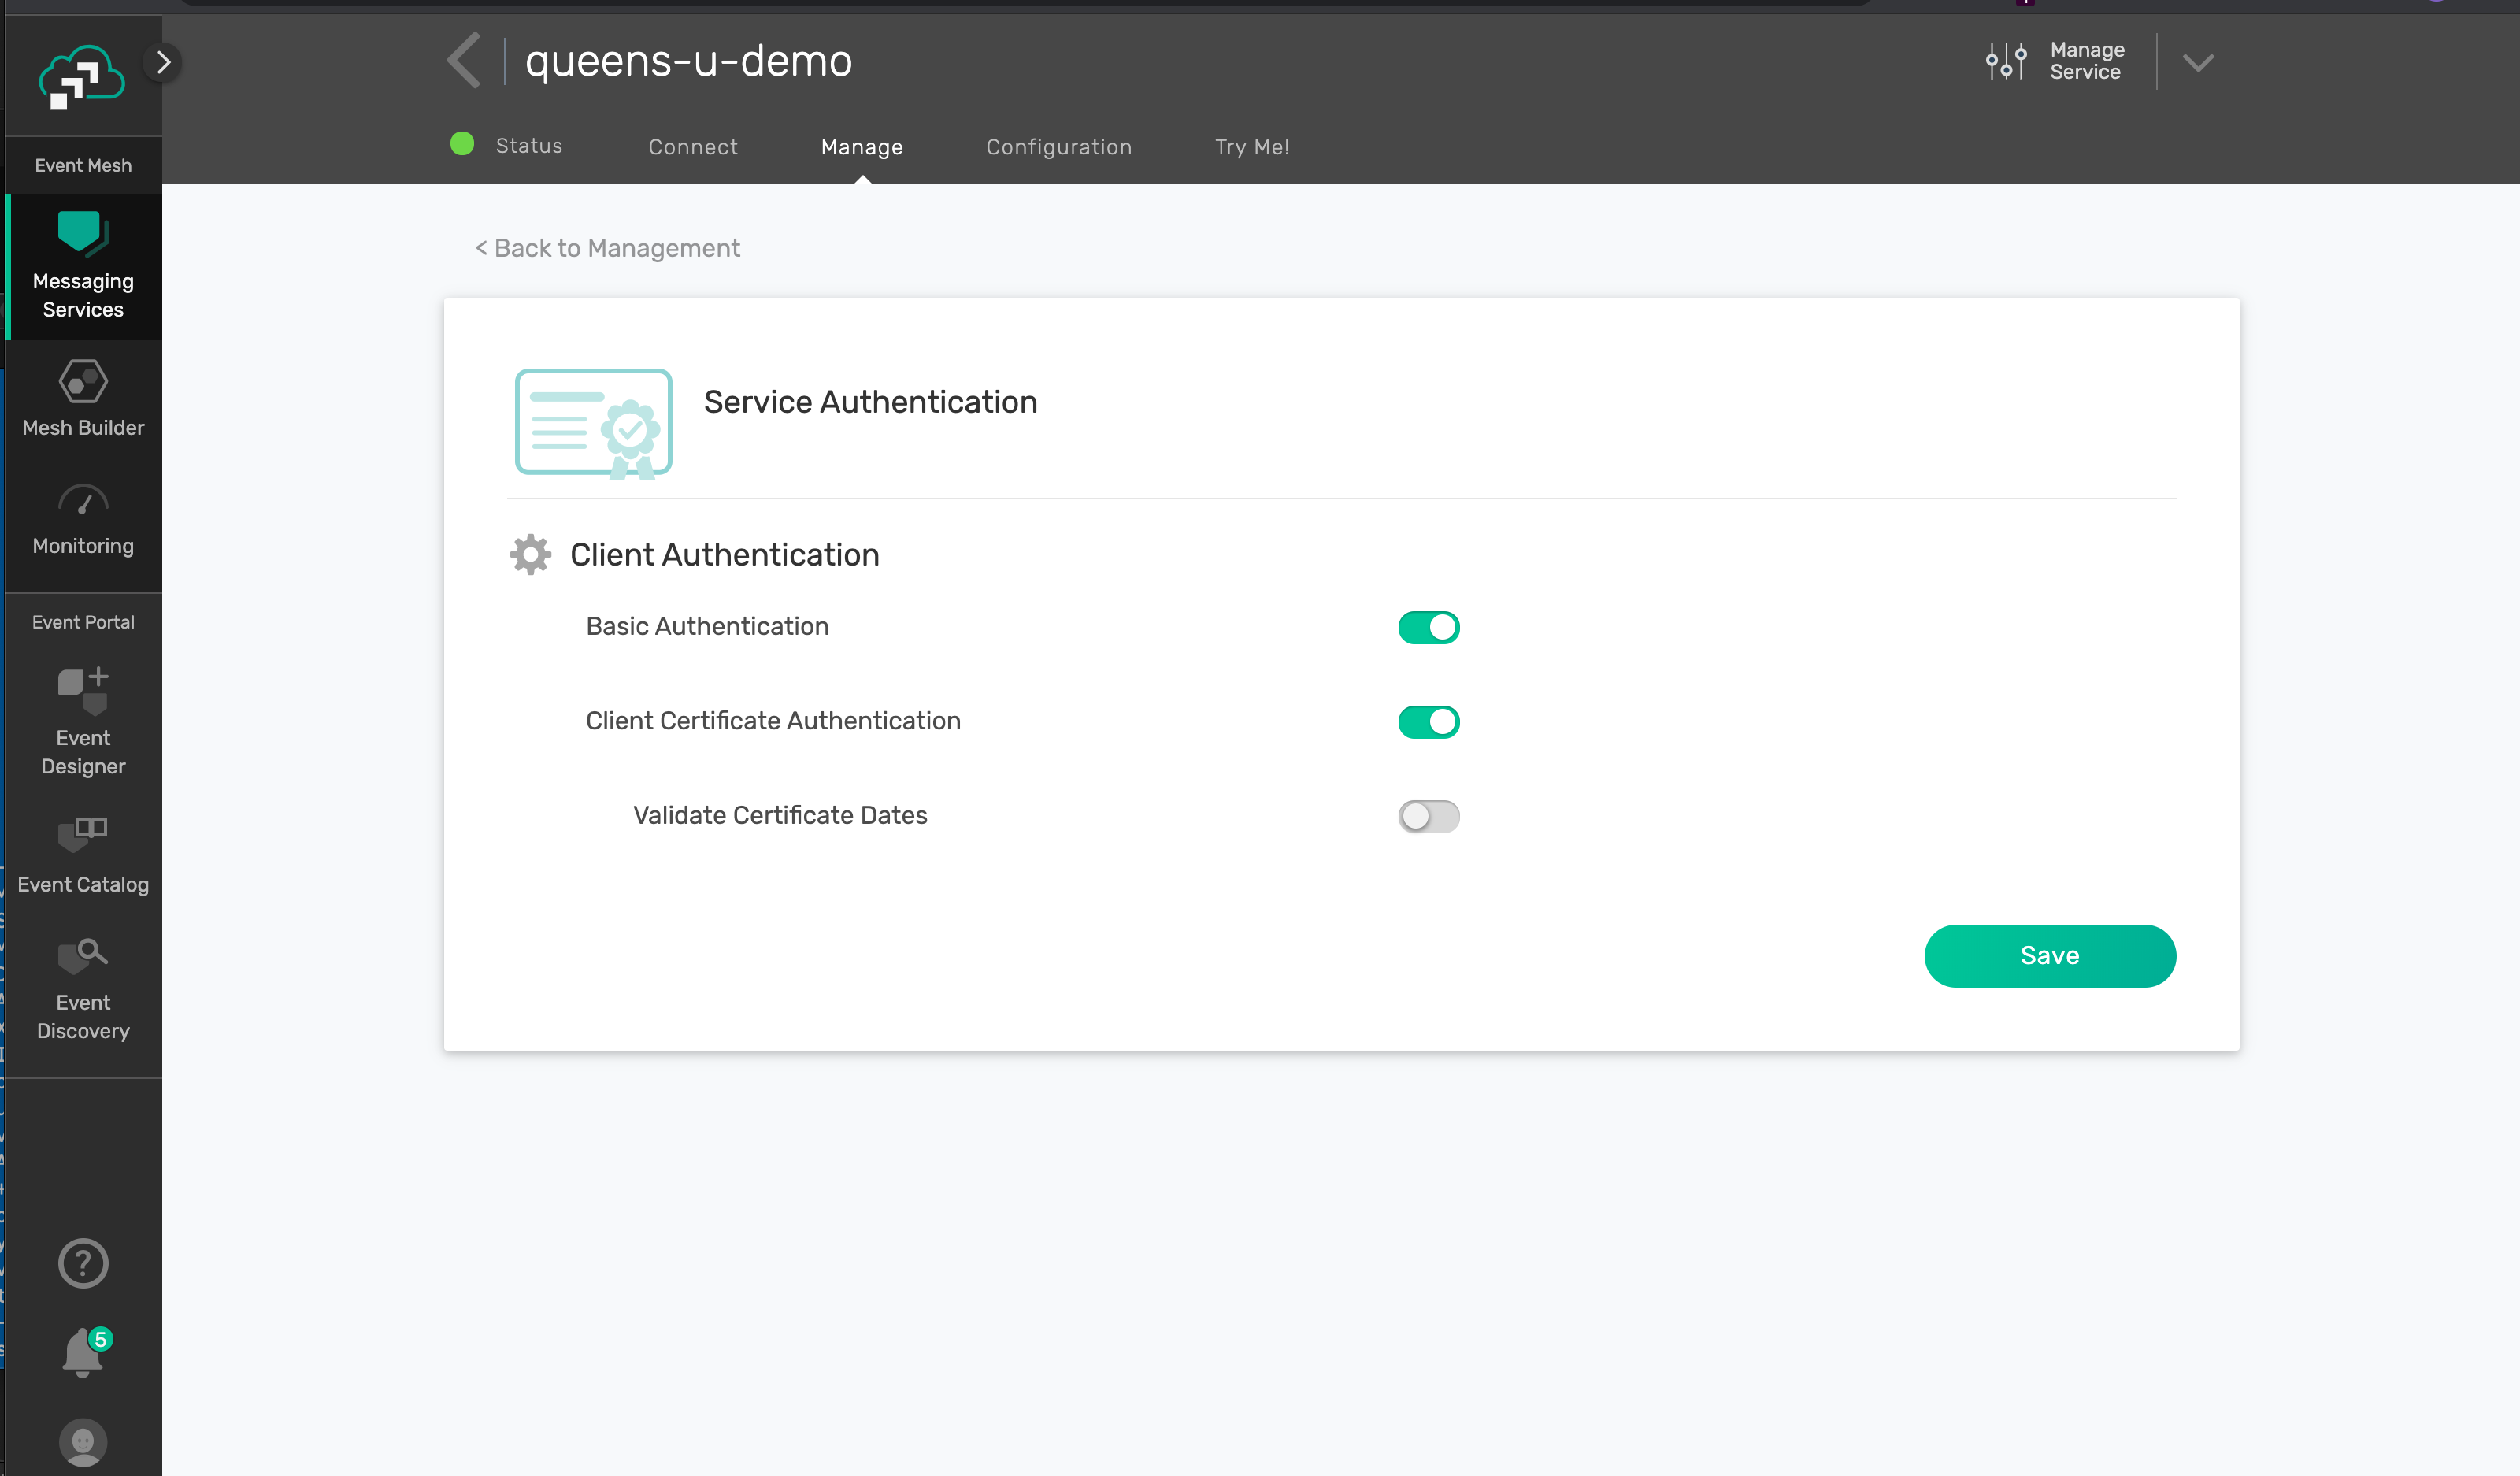 queens-u-demo
Manage
Service
Status
Connect
Manage
Configuration
Try Me!
Event Mesh
Messaging
Services
Mesh Builder
Monitoring
Event Portal
Event
Designer
Event Catalog
Event
Discovery
?
5
< Back to Management
Service Authentication
Client Authentication
Basic Authentication
Client Certificate Authentication
Validate Certificate Dates
Save